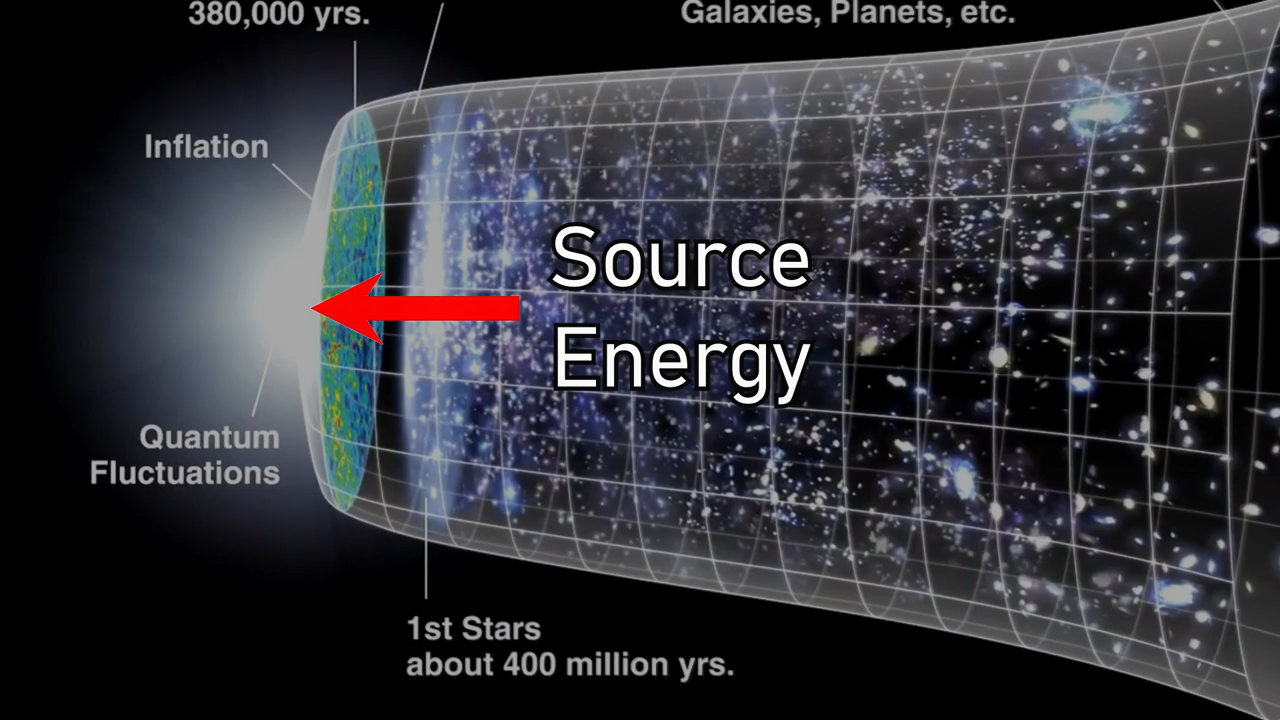 380,000 yrs.
Galaxies, Planets, etc.
Inflation
Source
Energy
Quantum
Fluctuations
1st Stars
about 400 million yrs.